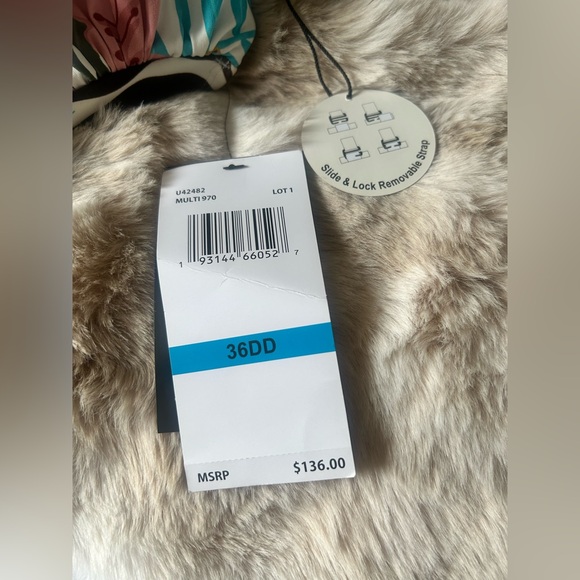 U42482 LOT 1
MULTI 970
1 93144 66052 7
36DD
MSRP $136.00
Slide & Lock Removable Strap